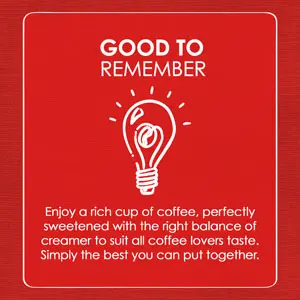 GOOD TO
REMEMBER
Enjoy a rich cup of coffee, perfectly
sweetened with the right balance of
creamer to suit all coffee lovers taste.
Simply the best you can put together.